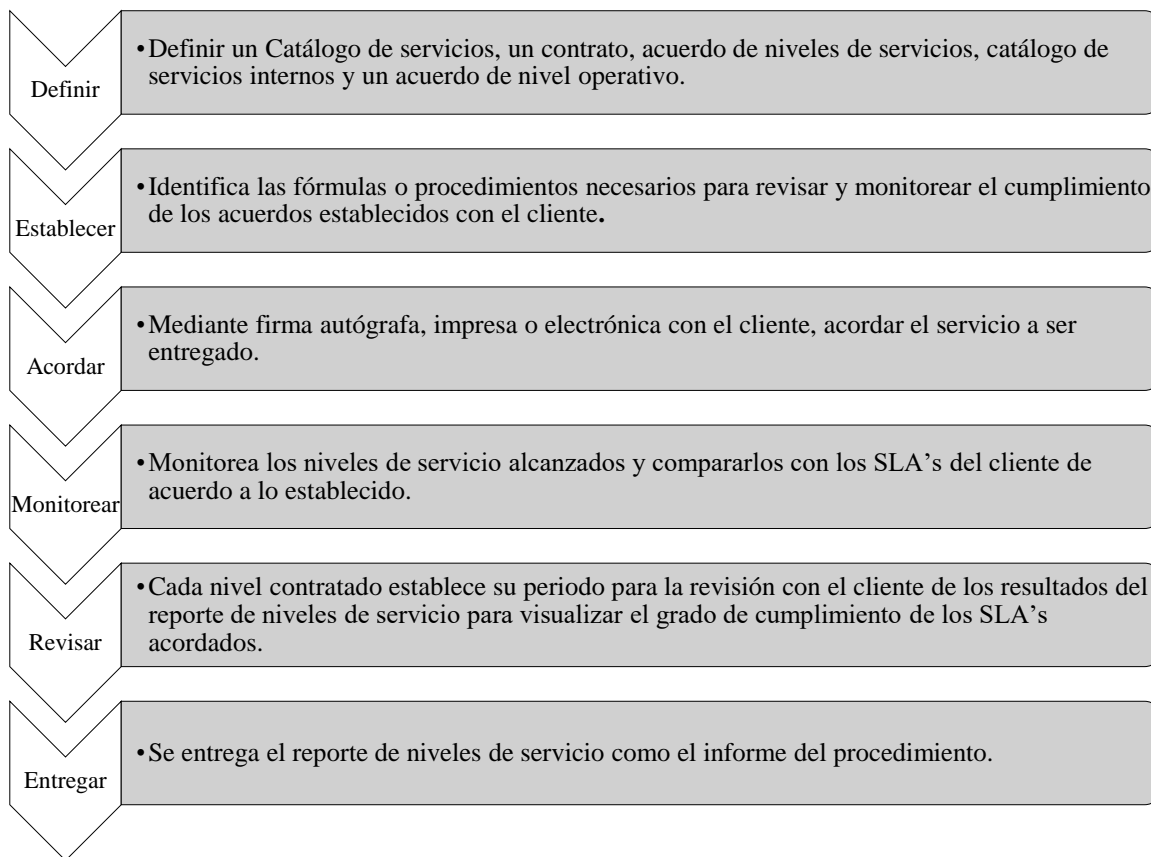 Definir
•Definir un Catálogo de servicios, un contrato, acuerdo de niveles de servicios, catálogo de
servicios internos y un acuerdo de nivel operativo.
Establecer
•Identifica las fórmulas o procedimientos necesarios para revisar y monitorear el cumplimiento
de los acuerdos establecidos con el cliente.
Acordar
•Mediante firma autógrafa, impresa o electrónica con el cliente, acordar el servicio a ser
entregado.
Monitorear
•Monitorea los niveles de servicio alcanzados y compararlos con los SLA’s del cliente de
acuerdo a lo establecido.
Revisar
•Cada nivel contratado establece su periodo para la revisión con el cliente de los resultados del
reporte de niveles de servicio para visualizar el grado de cumplimiento de los SLA’s
acordados.
Entregar
•Se entrega el reporte de niveles de servicio como el informe del procedimiento.